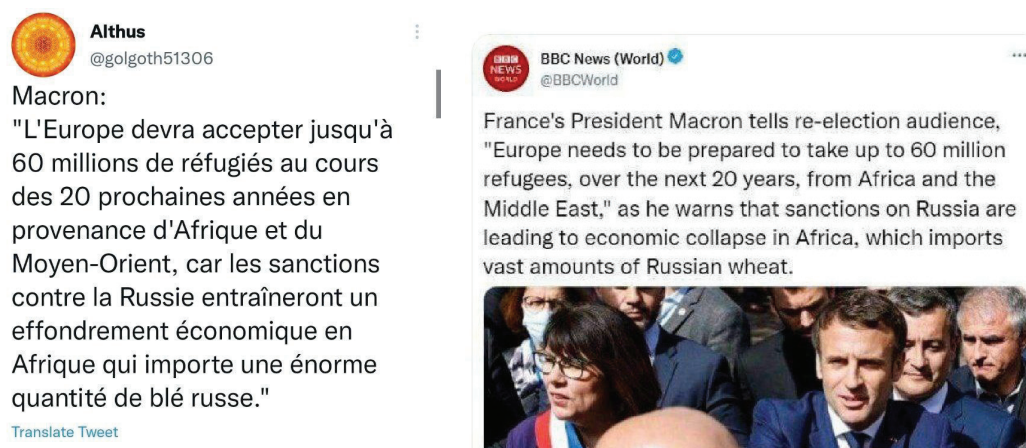 Althus
@golgoth51306
Macron:
"L'Europe devra accepter jusqu'à
60 millions de réfugiés au cours
des 20 prochaines années en
provenance d'Afrique et du
Moyen-Orient, car les sanctions
contre la Russie entraîneront un
effondrement économique en
Afrique qui importe une énorme
quantité de blé russe."
Translate Tweet
BBC
NEWS
WORLD
BBC News (World)
@BBCWorld
France's President Macron tells re-election audience,
"Europe needs to be prepared to take up to 60 million
refugees, over the next 20 years, from Africa and the
Middle East," as he warns that sanctions on Russia are
leading to economic collapse in Africa, which imports
vast amounts of Russian wheat.